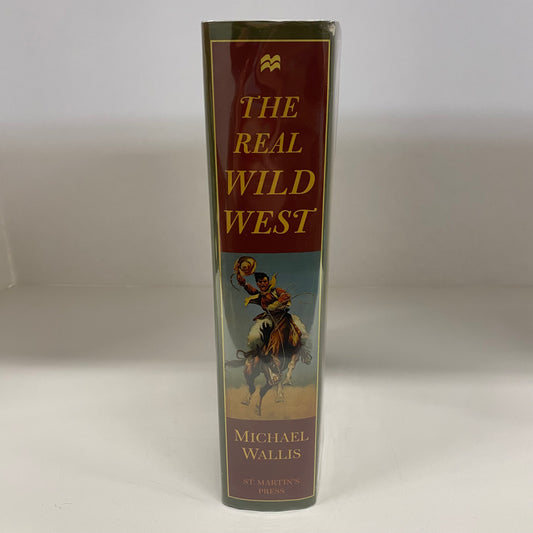 THE
REAL
WILD
WEST
MICHAEL
WALLIS
ST. MARTIN'S
PRESS